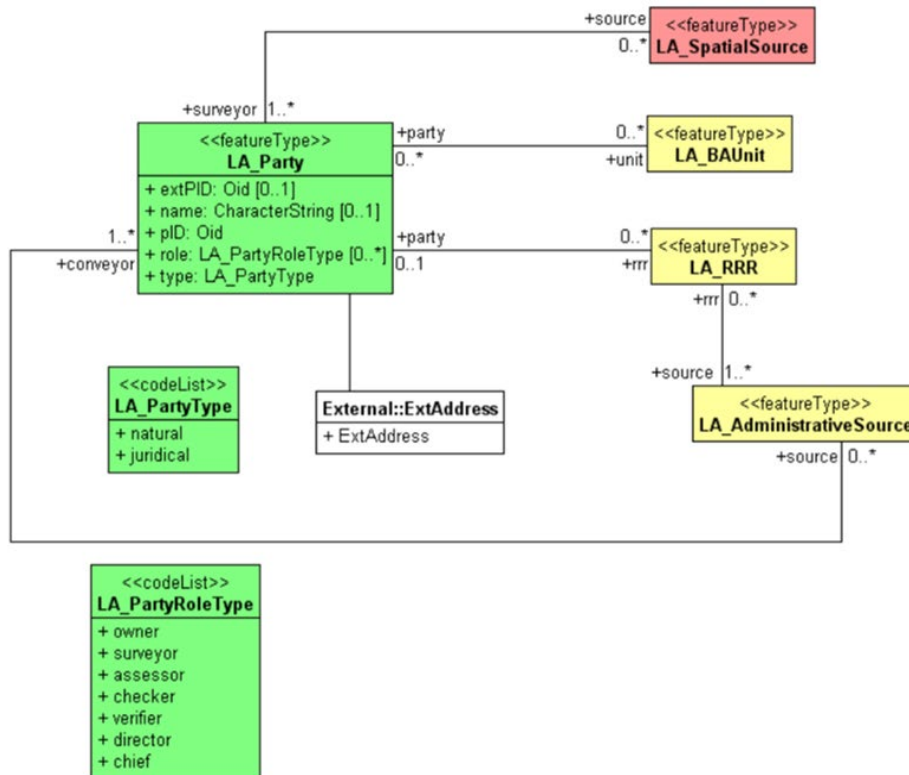 +source
<<featureType>>
LA_SpatialSource
0..*
+surveyor 1..*
<<featureType>>
LA_Party
+ extPID: Oid [0..1]
+ name: CharacterString [0..1]
+ pID: Oid
+ role: LA_PartyRoleType [0..*]
+ type: LA_PartyType
+party
0..*
0..*
+unit
<<featureType>>
LA_BAUnit
1..*
+conveyor
+party
0..1
0..*
+rrr
<<featureType>>
LA_RRR
+rrr 0..*
+source 1..*
<<featureType>>
LA_AdministrativeSource
+source 0..*
<<codeList>>
LA_PartyType
+ natural
+ juridical
External::ExtAddress
+ ExtAddress
<<codeList>>
LA_PartyRoleType
+ owner
+ surveyor
+ assessor
+ checker
+ verifier
+ director
+ chief